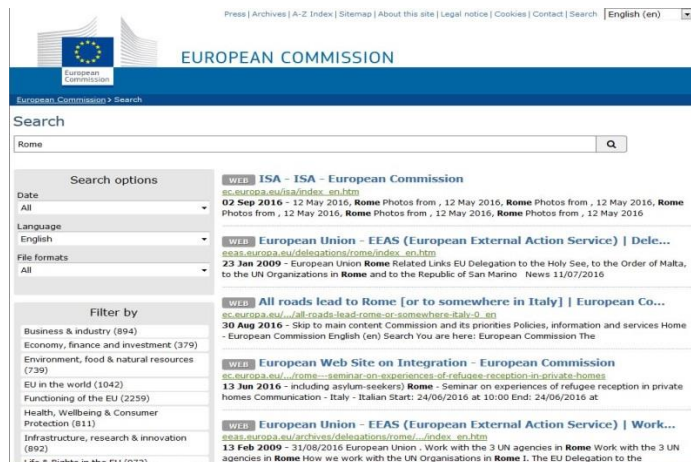 Press | Archives | A-Z Index | Sitemap | About this site | Legal notice | Cookies | Contact | Search English (en)
European
Commission
EUROPEAN COMMISSION
European Commission > Search
Search
Rome
Search options
Date
All
Language
English
File formats
All
Filter by
Business & industry (894)
Economy, finance and investment (379)
Environment, food & natural resources
(739)
EU in the world (1042)
Functioning of the EU (2259)
Health, Wellbeing & Consumer
Protection (811)
Infrastructure, research & innovation
(892)
WEB ISA - ISA - European Commission
ec.europa.eu/isa/index_en.htm
02 Sep 2016 - 12 May 2016, Rome Photos from , 12 May 2016, Rome Photos from , 12 May 2016, Rome
Photos from , 12 May 2016, Rome Photos from , 12 May 2016, Rome Photos from , 12 May 2016
WEB European Union - EEAS (European External Action Service) | Dele...
eeas.europa.eu/delegations/rome/index_en.htm
23 Jan 2009 - European Union Rome Related Links EU Delegation to the Holy See, to the Order of Malta,
to the UN Organizations in Rome and to the Republic of San Marino News 11/07/2016
WEB All roads lead to Rome [or to somewhere in Italy] | European Co...
ec.europa.eu/.../all-roads-lead-rome-or-somewhere-italy-0_en
30 Aug 2016 - Skip to main content Commission and its priorities Policies, information and services Home
- European Commission English (en) Search You are here: European Commission The
WEB European Web Site on Integration - European Commission
ec.europa.eu/.../rome---seminar-on-experiences-of-refugee-reception-in-private-homes
13 Jun 2016 - including asylum-seekers) Rome - Seminar on experiences of refugee reception in private
homes Communication - Italy - Italian Start: 24/06/2016 at 10:00 End: 24/06/2016 at
WEB European Union - EEAS (European External Action Service) | Work...
eeas.europa.eu/archives/delegations/rome/.../index_en.htm
13 Feb 2009 - 31/08/2016 European Union . Work with the 3 UN agencies in Rome Work with the 3 UN
agencies in Rome How we work with the UN Organisations in Rome I. The EU Delegation to the